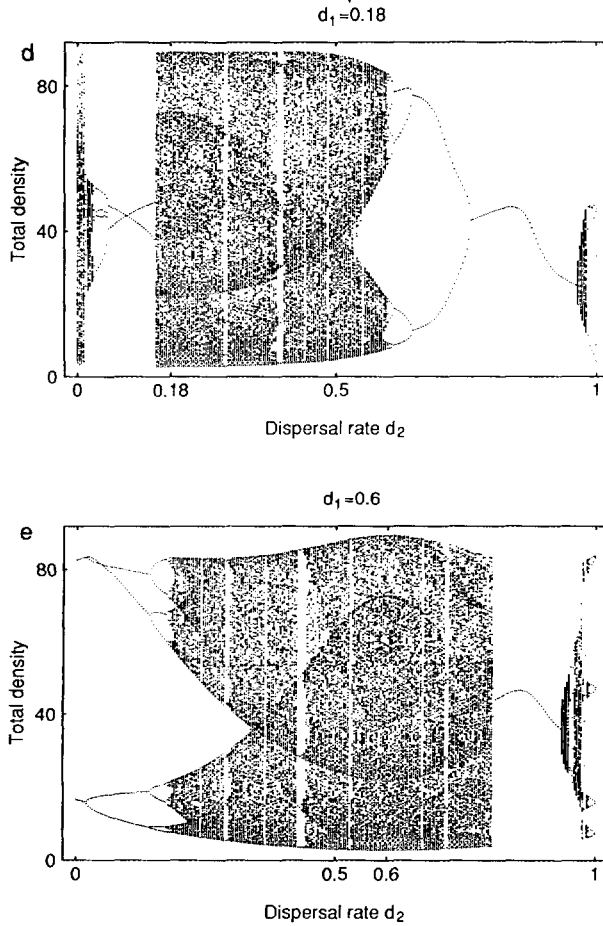 d₁=0.18
d
80
40
0
Total density
0 0.18 0.5 1
Dispersal rate d₂
d₁=0.6
e
80
40
0
Total density
0 0.5 0.6 1
Dispersal rate d₂